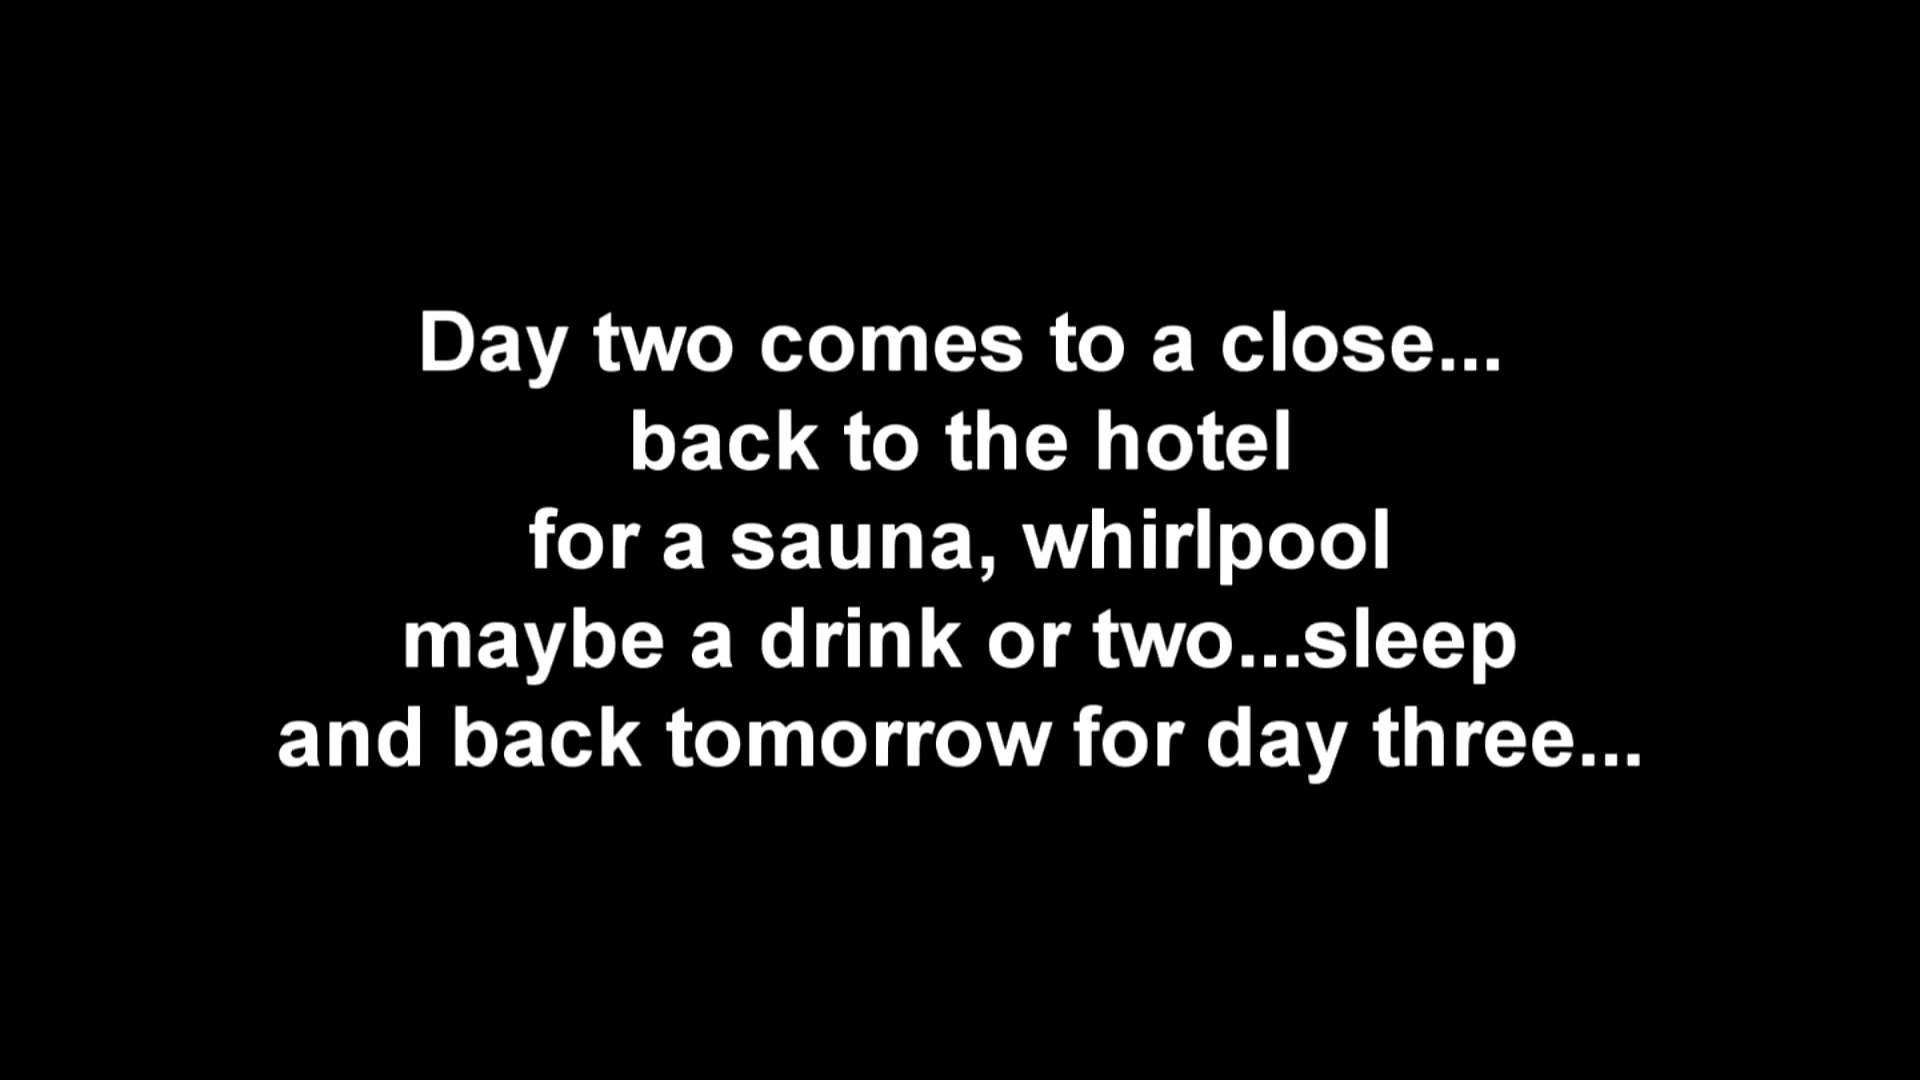 Day two comes to a close...
back to the hotel
for a sauna, whirlpool
maybe a drink or two...sleep
and back tomorrow for day three...